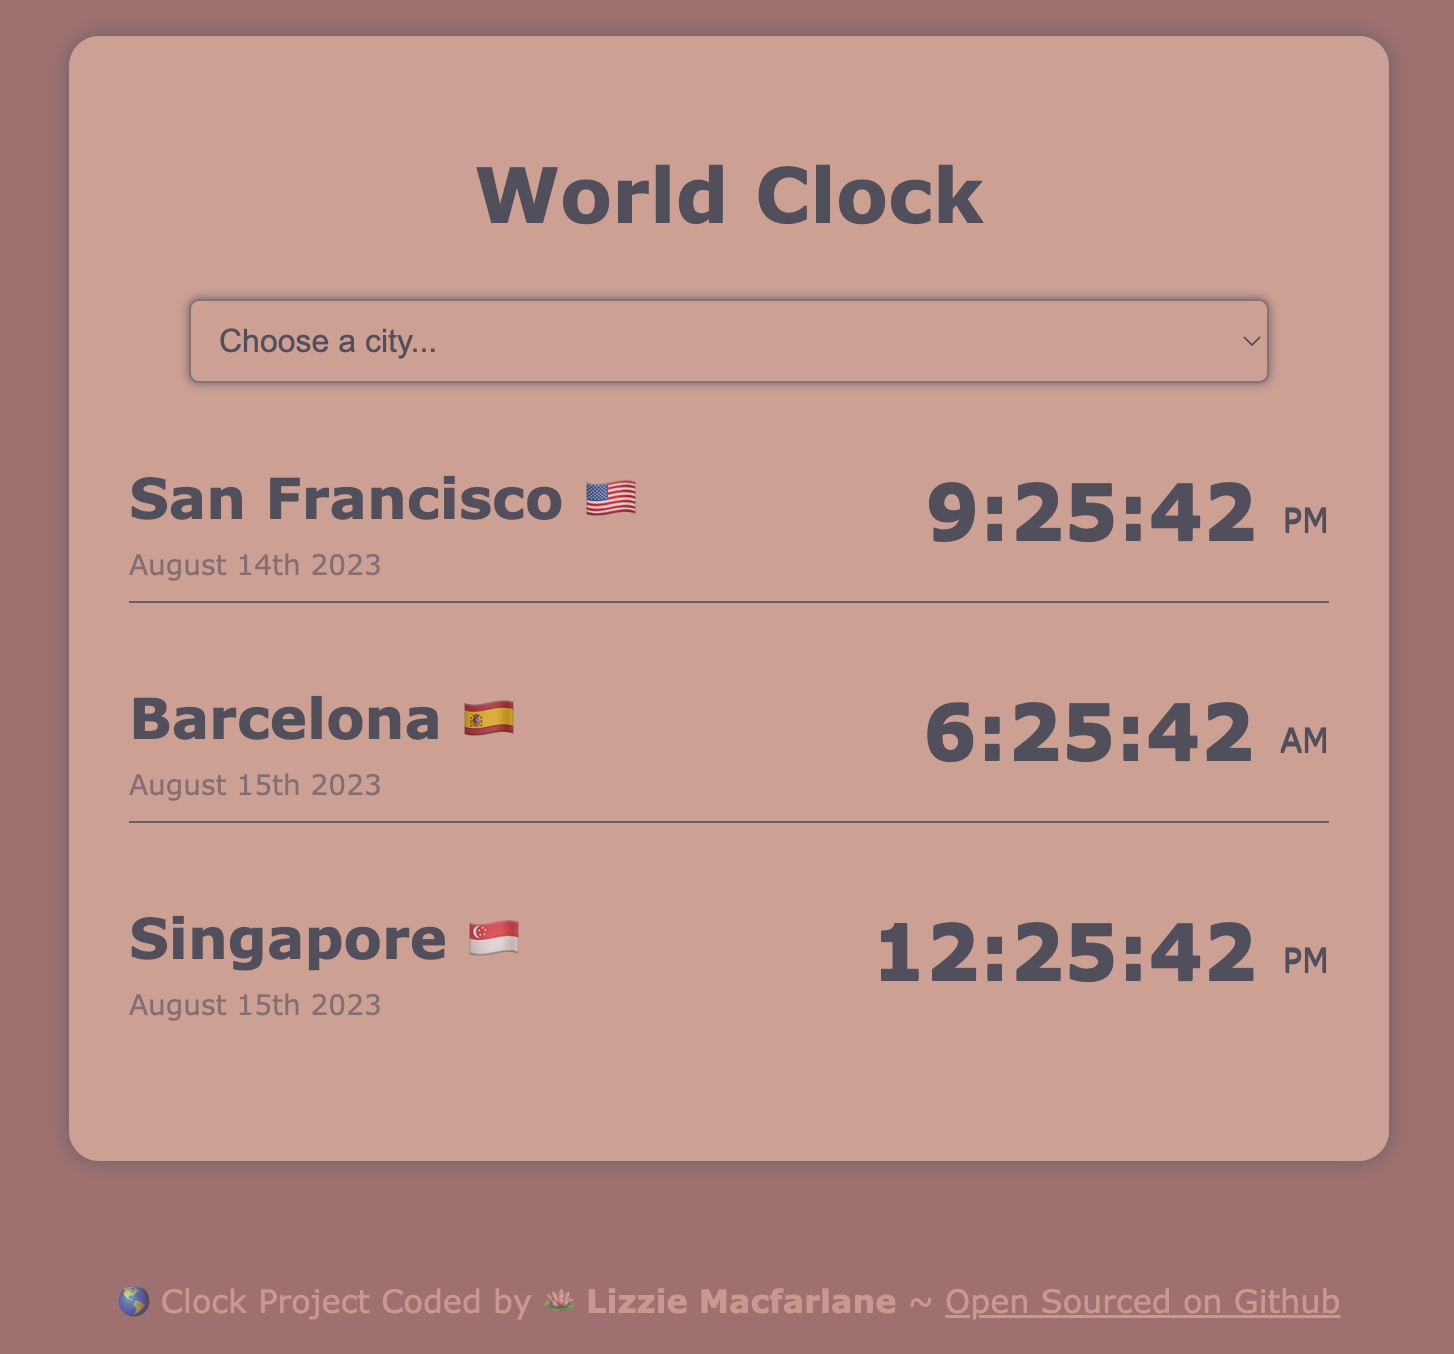 World Clock
Choose a city...
San Francisco 🇺🇸 9:25:42 PM
August 14th 2023
Barcelona 🇪🇸 6:25:42 AM
August 15th 2023
Singapore 🇸🇬 12:25:42 PM
August 15th 2023
🌎 Clock Project Coded by 🪷 Lizzie Macfarlane ~ Open Sourced on Github